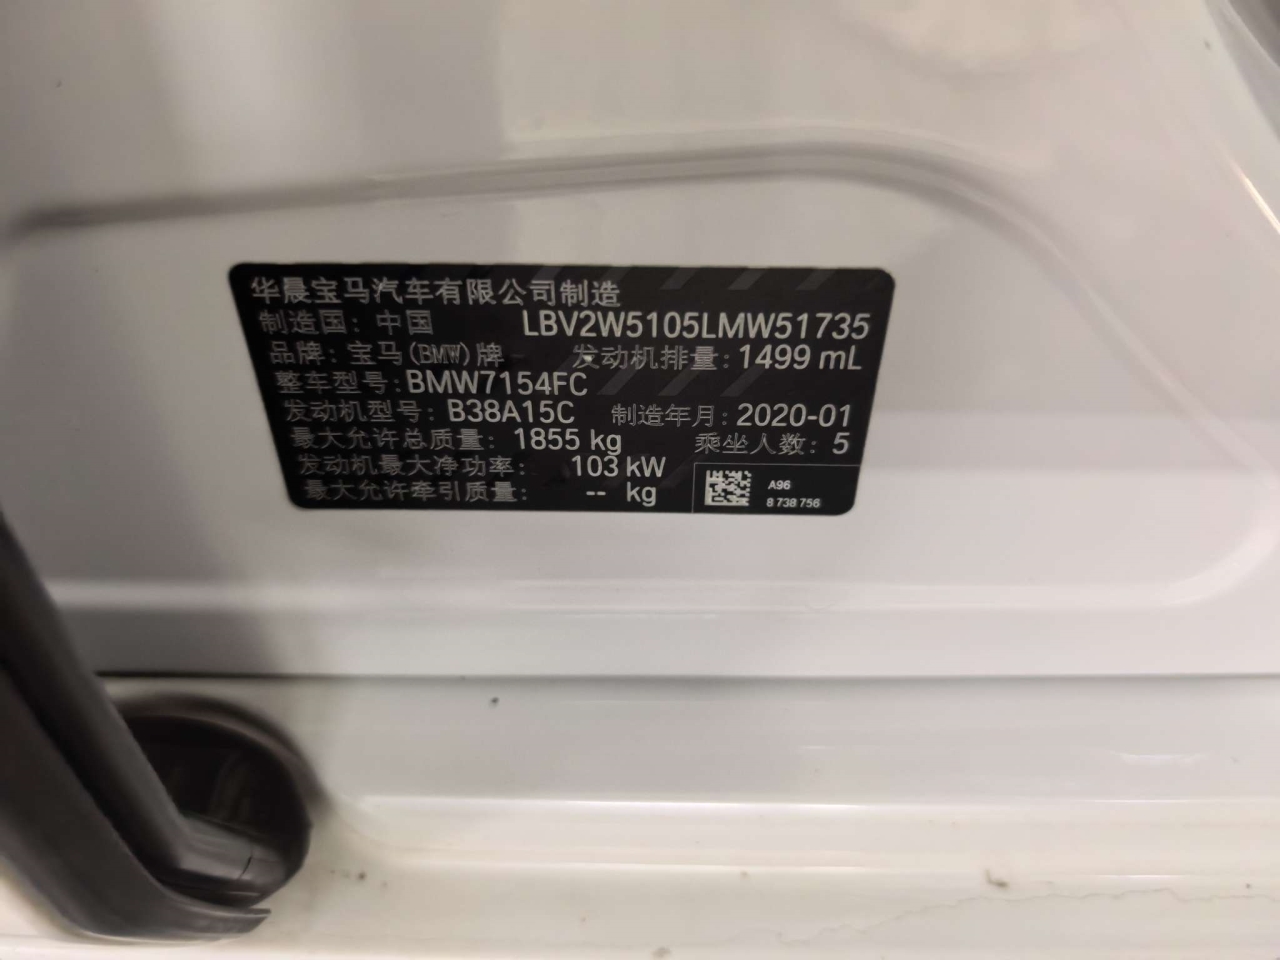 华晨宝马汽车有限公司制造
制造国：中国 LBV2W5105LMW51735
品牌：宝马(BMW)牌 发动机排量：1499 mL
整车型号：BMW7154FC
发动机型号：B38A15C 制造年月：2020-01
最大允许总质量：1855 kg 乘坐人数：5
发动机最大净功率：103 kW
最大允许牵引质量：-- kg
A96
8 738 756